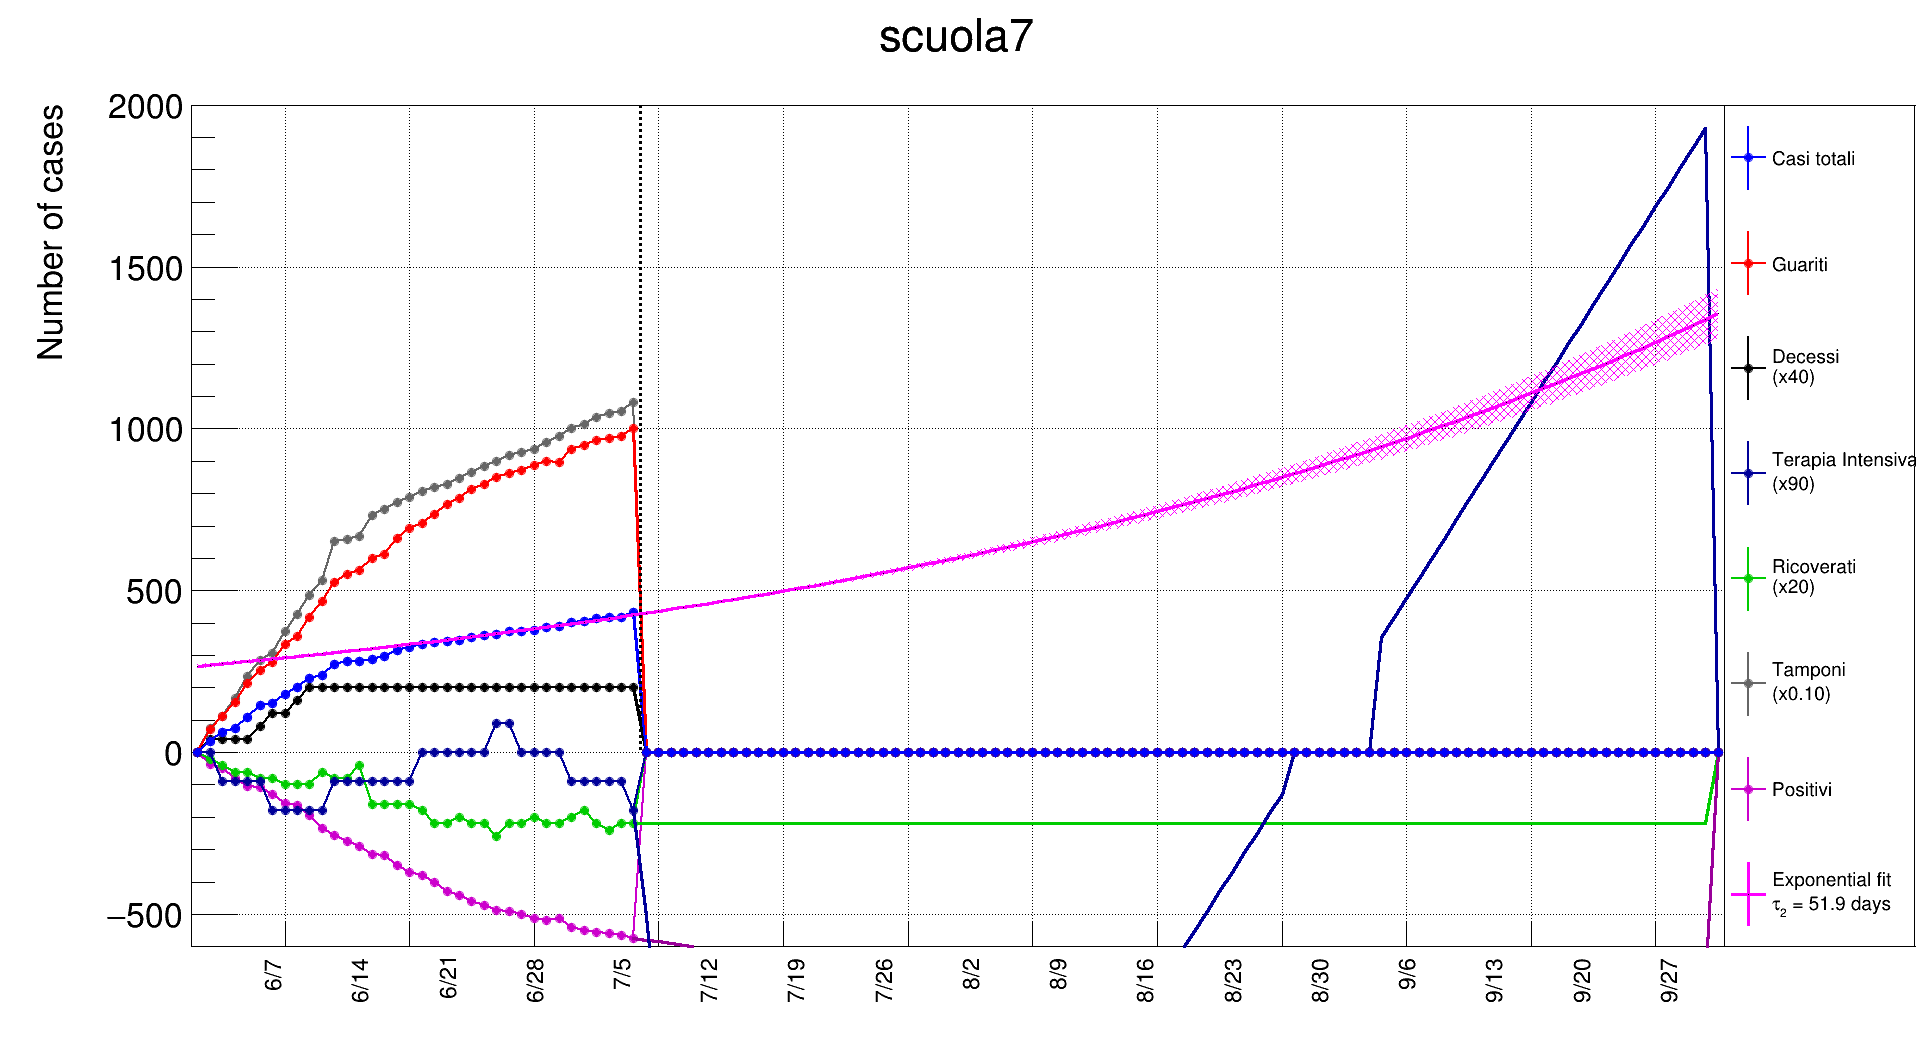 scuola7
Number of cases
2000
1500
1000
500
0
−500
6/7
6/14
6/21
6/28
7/5
7/12
7/19
7/26
8/2
8/9
8/16
8/23
8/30
9/6
9/13
9/20
9/27
Casi totali
Guariti
Decessi
(x40)
Terapia Intensiva
(x90)
Ricoverati
(x20)
Tamponi
(x0.10)
Positivi
Exponential fit
τ2 = 51.9 days